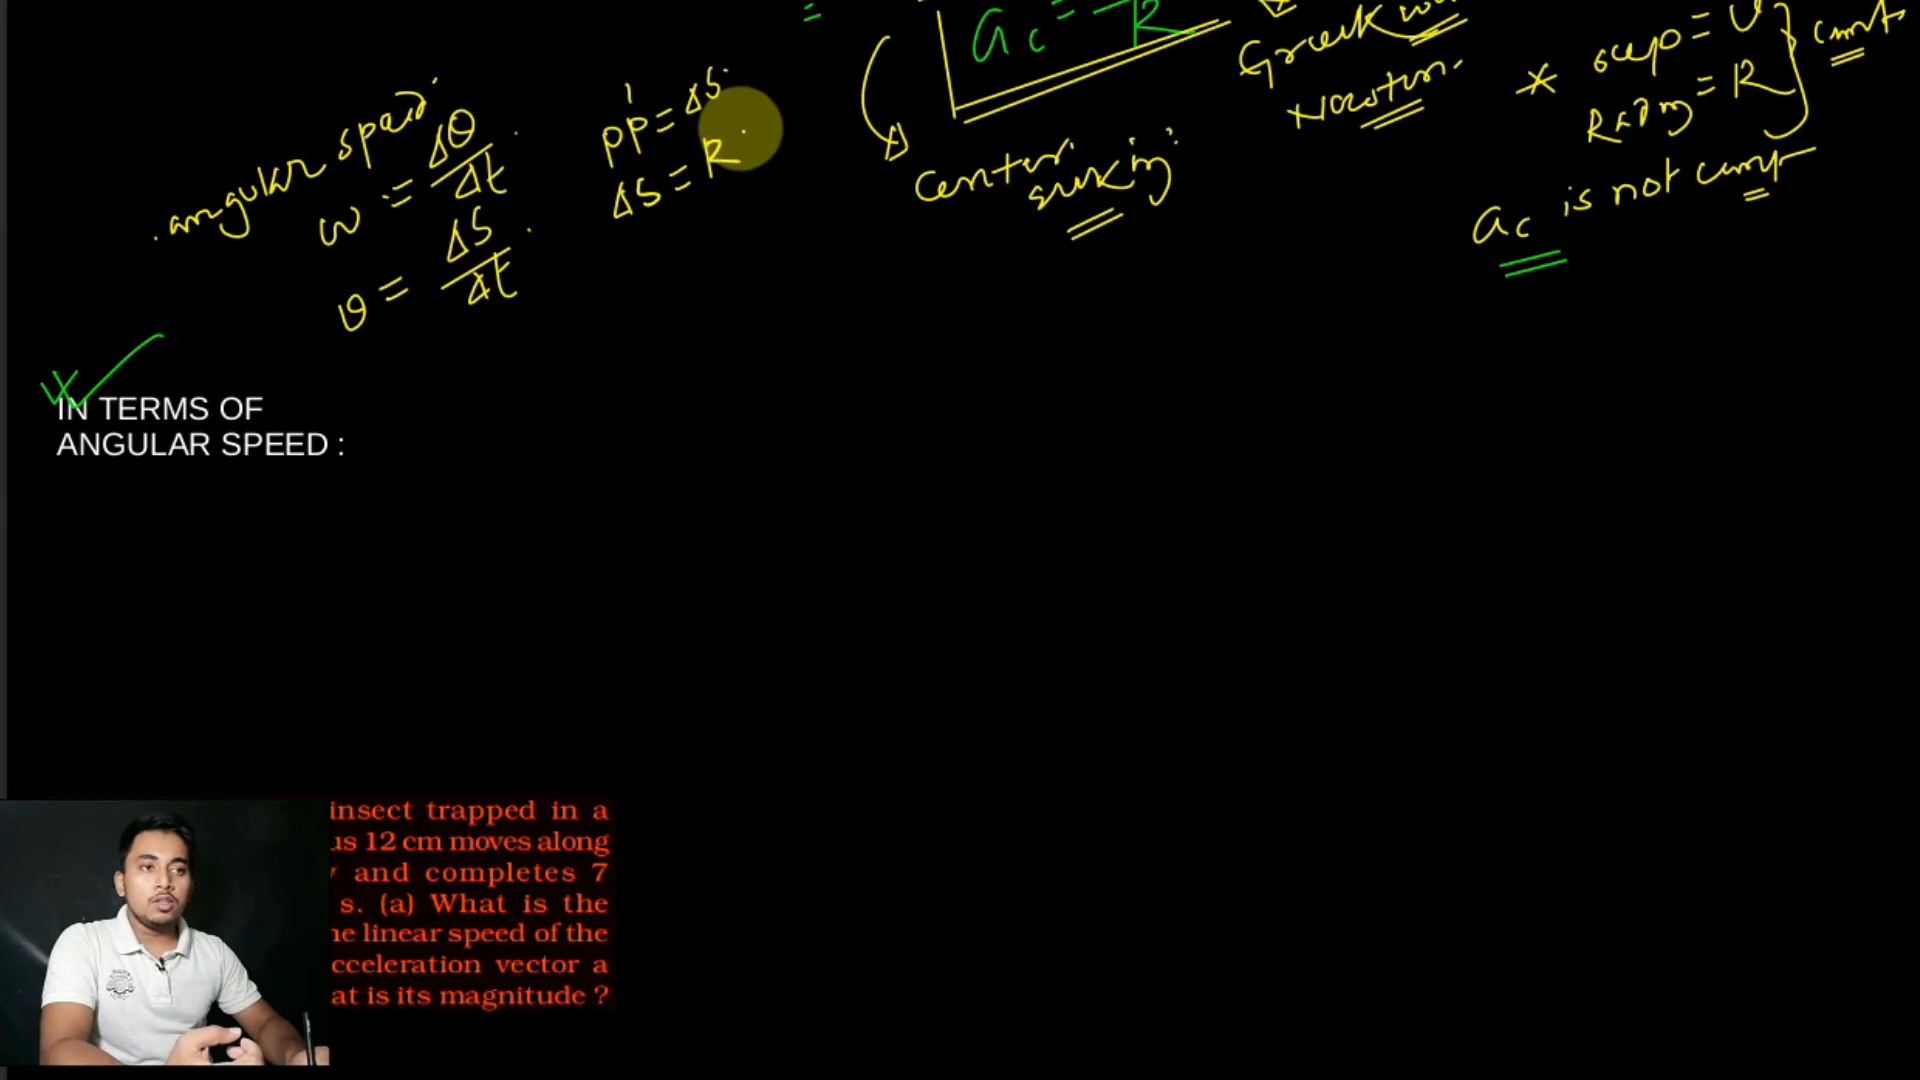 =
a_c = — R
Greek word
Newton.
* speed = v
Radius = R
const
a_c is not const
center
seeking
angular speed
ω = Δθ/Δt
v = Δs/Δt
PP' = Δs
Δs = R
IN TERMS OF
ANGULAR SPEED :
insect trapped in a
us 12 cm moves along
and completes 7
s. (a) What is the
linear speed of the
cceleration vector a
at is its magnitude ?